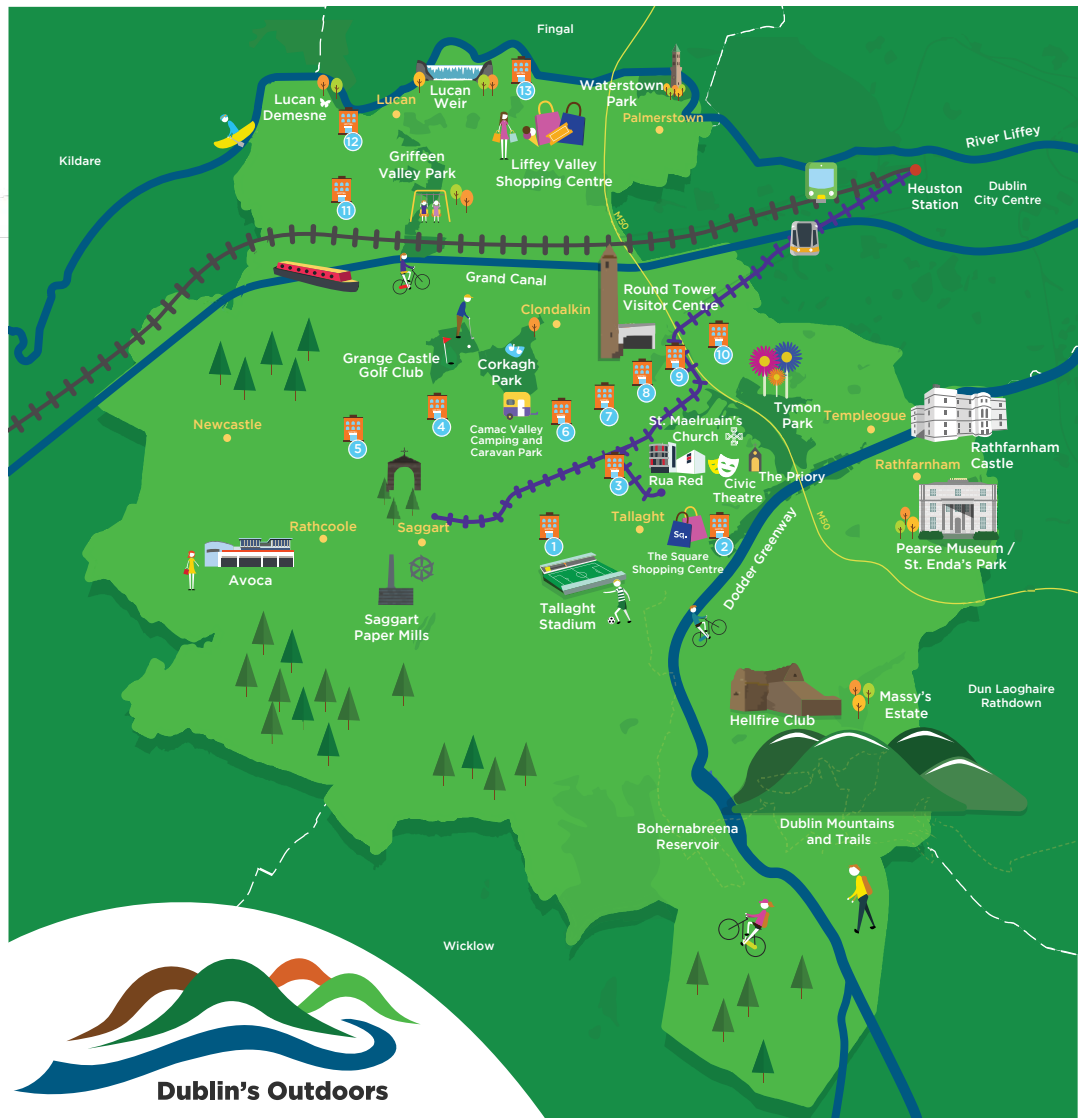 Fingal
Lucan
Demesne
Lucan
Lucan
Weir
13
Waterstown
Park
Palmerstown
12
Kildare
Griffeen
Valley Park
Liffey Valley
Shopping Centre
River Liffey
Heuston
Station
Dublin
City Centre
11
M50
Grand Canal
Round Tower
Visitor Centre
Clondalkin
Grange Castle
Golf Club
Corkagh
Park
10
9
8
7
6
4
5
Camac Valley
Camping and
Caravan Park
Newcastle
St. Maelruain's
Church
Tymon
Park
Templeogue
Rathfarnham
Castle
Rathfarnham
3
Rua Red
Civic
Theatre
The Priory
Rathcoole
Saggart
1
Tallaght
Sq.
2
The Square
Shopping Centre
M50
Dodder Greenway
Pearse Museum /
St. Enda's Park
Avoca
Saggart
Paper Mills
Tallaght
Stadium
Hellfire Club
Massy's
Estate
Dun Laoghaire
Rathdown
Bohernabreena
Reservoir
Dublin Mountains
and Trails
Wicklow
Dublin's Outdoors